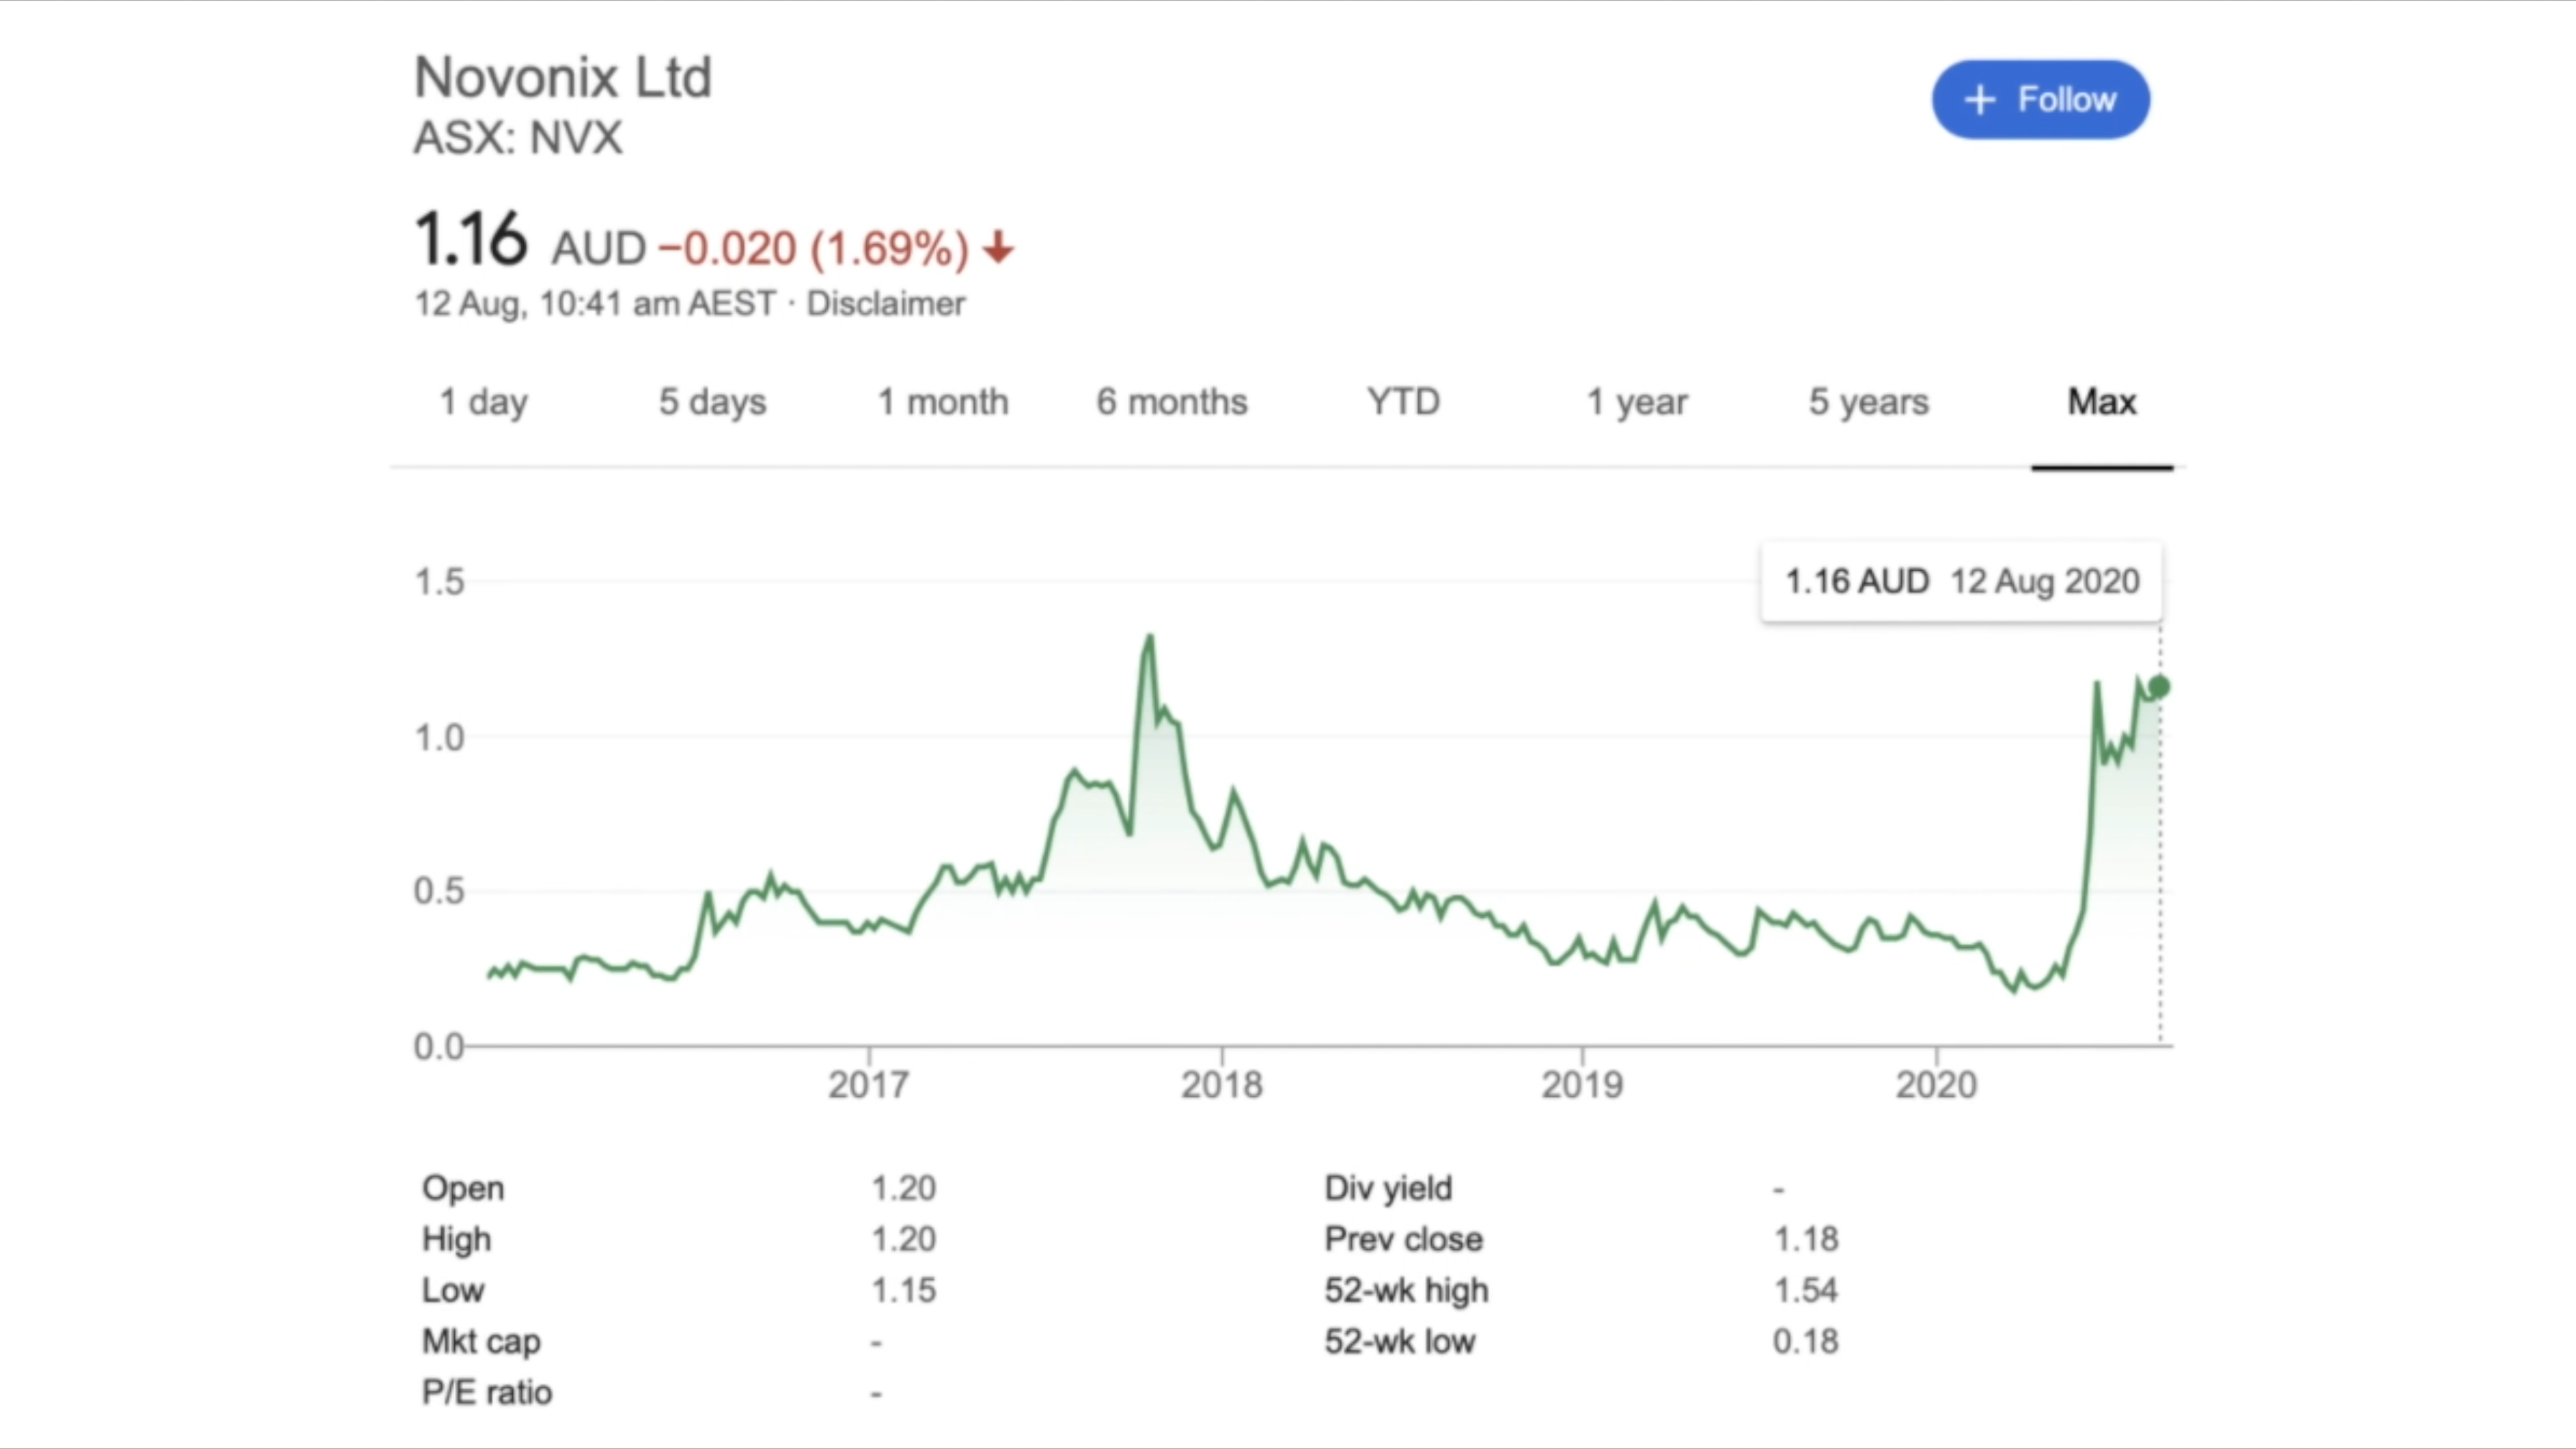 Novonix Ltd
+ Follow
ASX: NVX
1.16 AUD −0.020 (1.69%) ↓
12 Aug, 10:41 am AEST · Disclaimer
1 day 5 days 1 month 6 months YTD 1 year 5 years Max
1.16 AUD 12 Aug 2020
1.5
1.0
0.5
0.0
2017 2018 2019 2020
Open 1.20 Div yield -
High 1.20 Prev close 1.18
Low 1.15 52-wk high 1.54
Mkt cap - 52-wk low 0.18
P/E ratio -